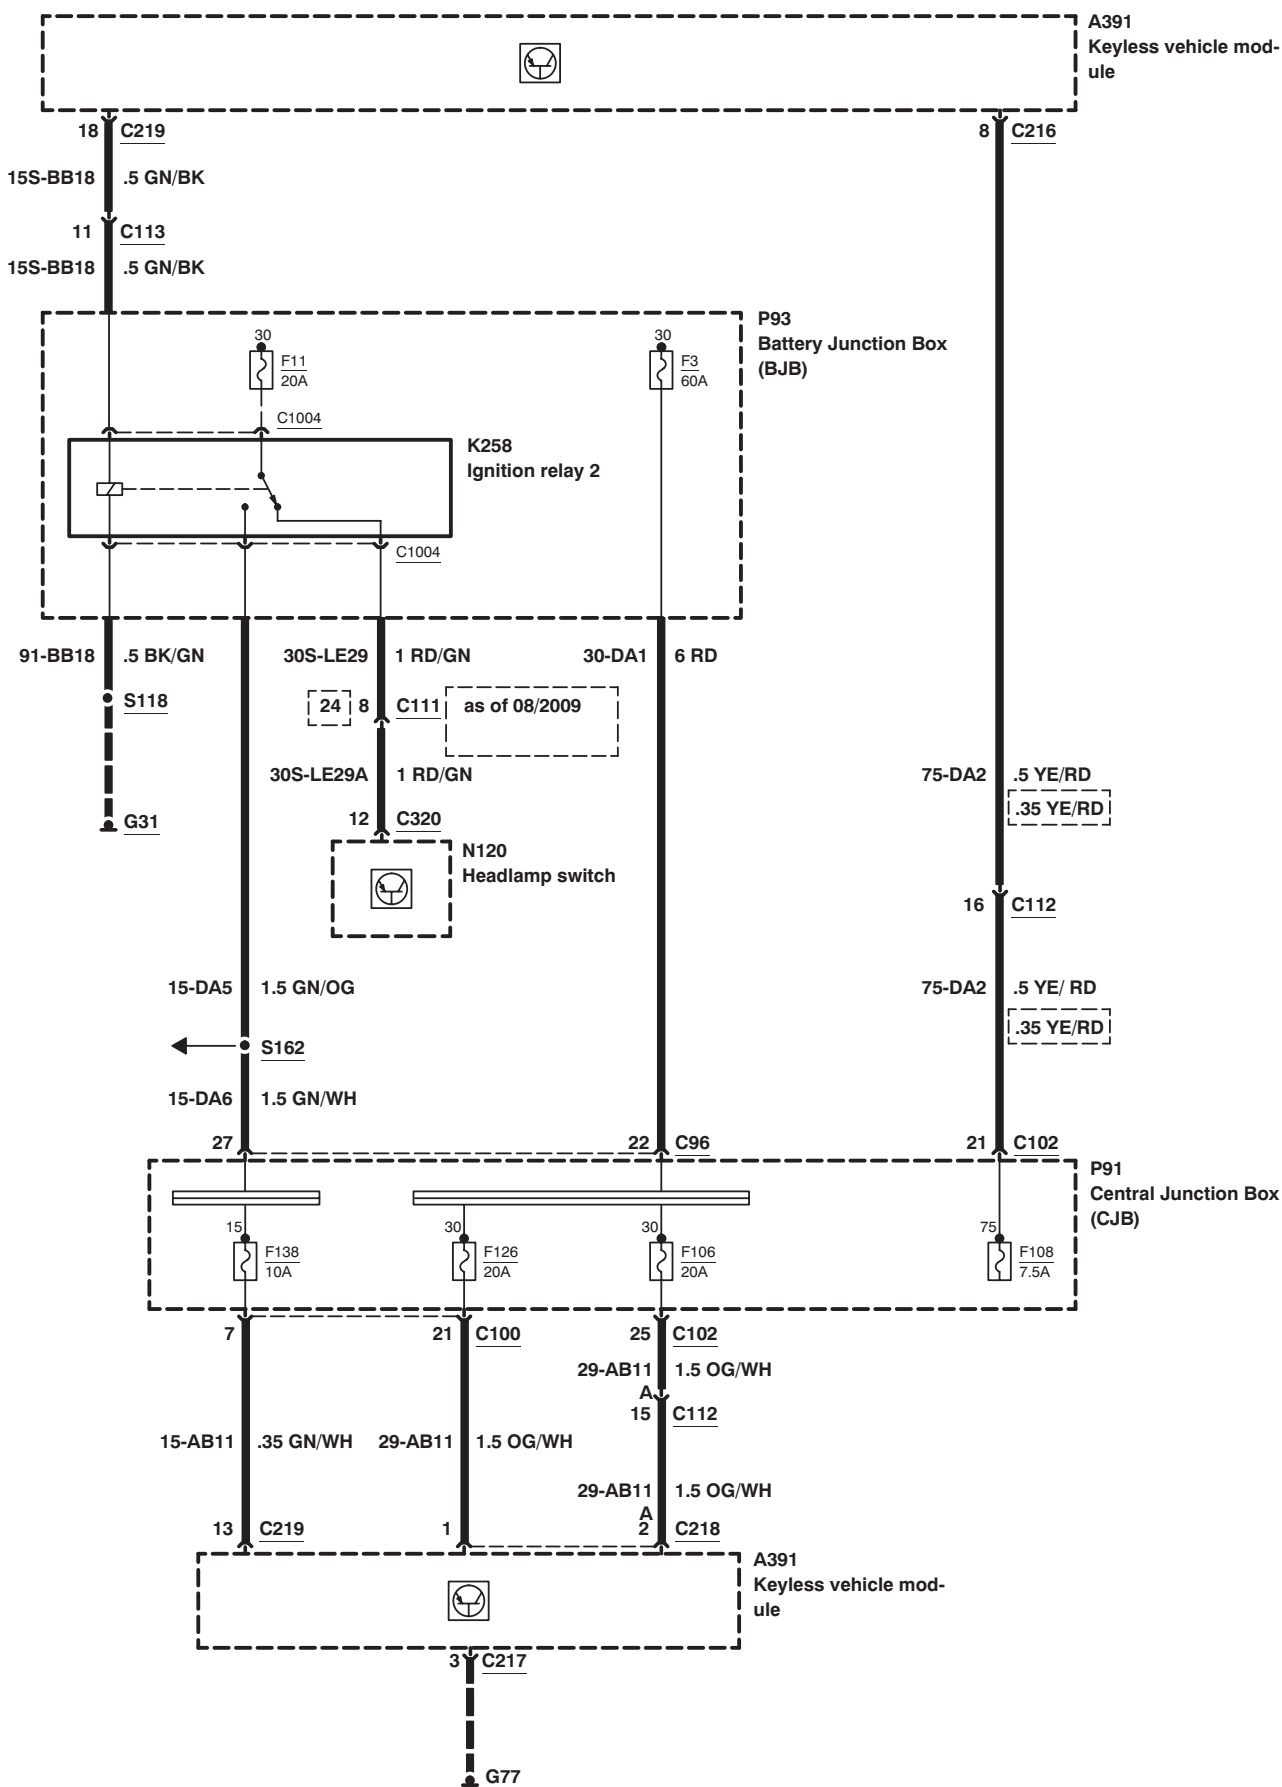 A391
Keyless vehicle mod-
ule
18 C219
8 C216
15S-BB18 .5 GN/BK
11 C113
15S-BB18 .5 GN/BK
P93
Battery Junction Box
(BJB)
30
F11
20A
30
F3
60A
C1004
K258
Ignition relay 2
C1004
91-BB18 .5 BK/GN
30S-LE29 1 RD/GN
30-DA1 6 RD
S118
24 8 C111 as of 08/2009
30S-LE29A 1 RD/GN
75-DA2 .5 YE/RD
.35 YE/RD
G31
12 C320
N120
Headlamp switch
16 C112
15-DA5 1.5 GN/OG
75-DA2 .5 YE/ RD
.35 YE/RD
S162
15-DA6 1.5 GN/WH
27
22 C96
21 C102
P91
Central Junction Box
(CJB)
15
F138
10A
30
F126
20A
30
F106
20A
75
F108
7.5A
7
21 C100
25 C102
29-AB11 1.5 OG/WH
A
15 C112
15-AB11 .35 GN/WH
29-AB11 1.5 OG/WH
29-AB11 1.5 OG/WH
A
13 C219
1
2 C218
A391
Keyless vehicle mod-
ule
3 C217
G77